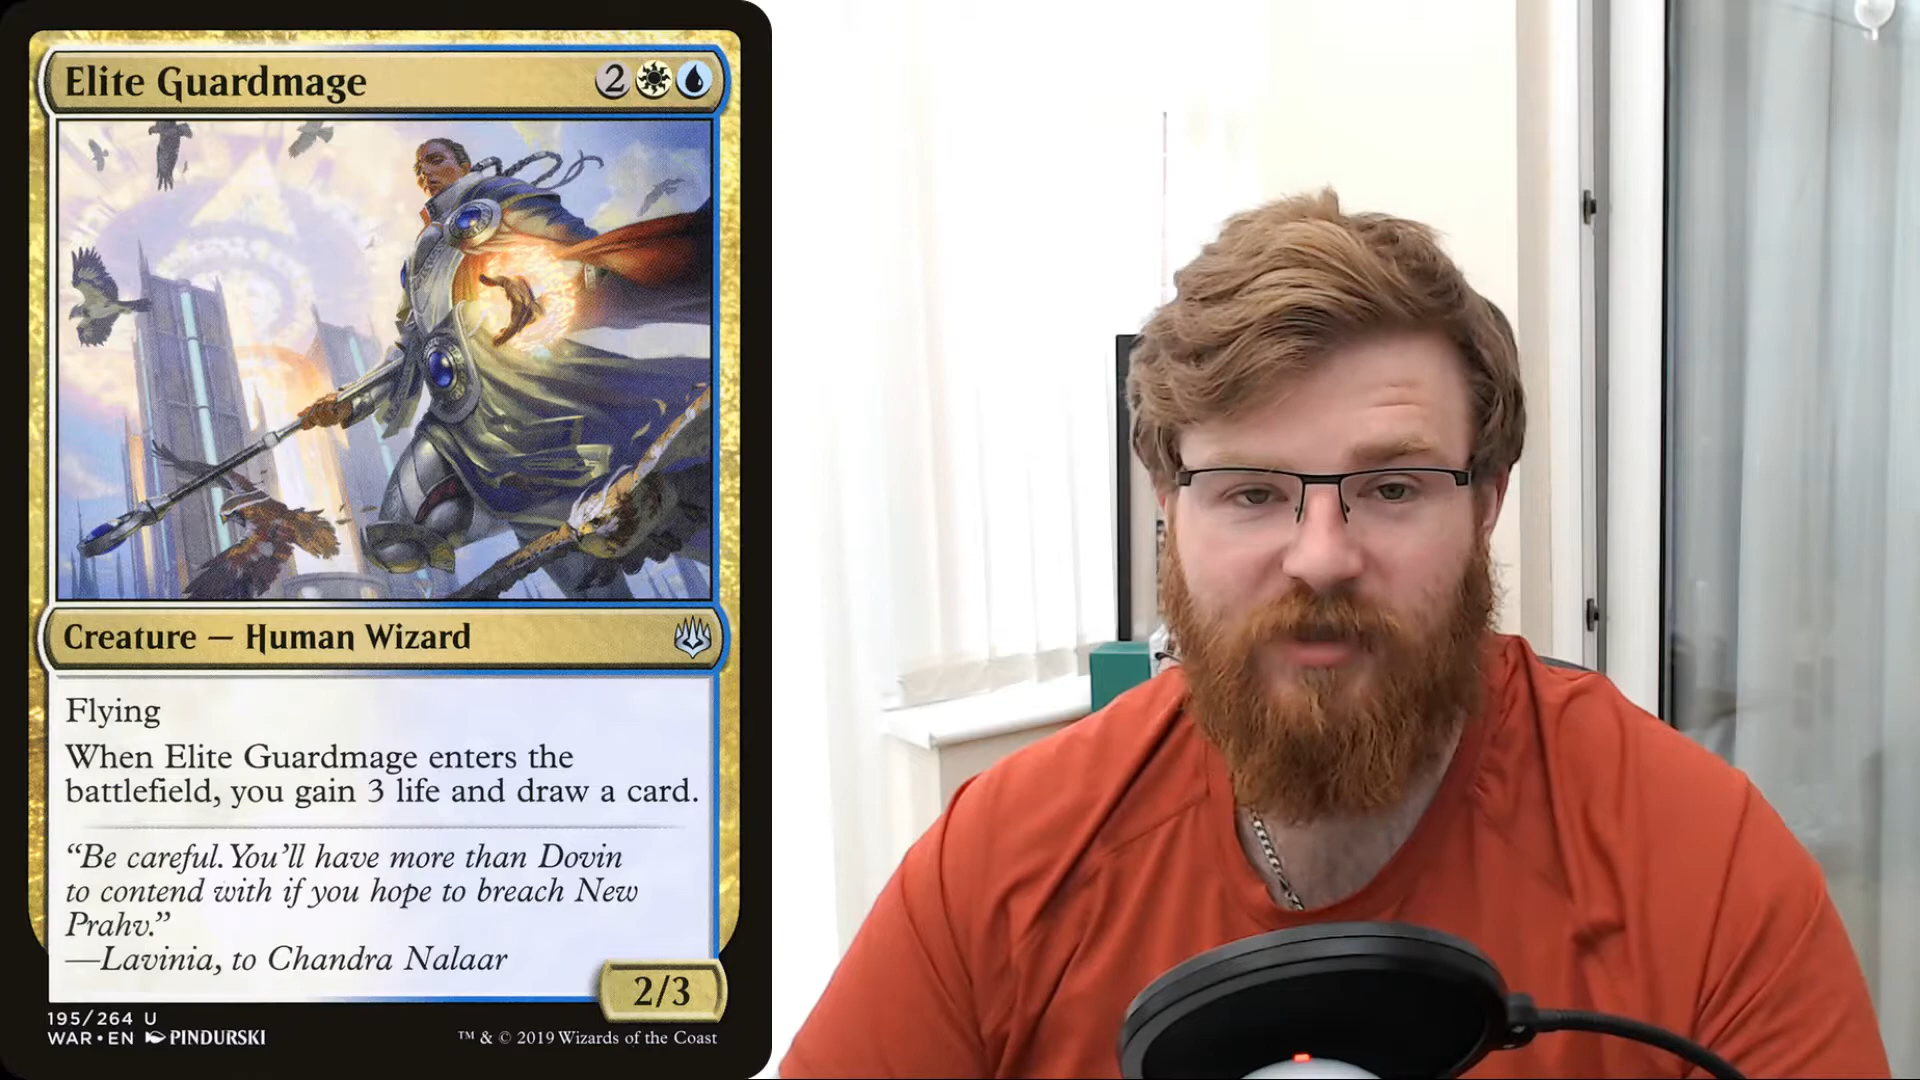 Elite Guardmage 2
Creature — Human Wizard
Flying
When Elite Guardmage enters the
battlefield, you gain 3 life and draw a card.
“Be careful. You’ll have more than Dovin
to contend with if you hope to breach New
Prahv.”
—Lavinia, to Chandra Nalaar
2/3
195/264 U
WAR • EN PINDURSKI
™ & © 2019 Wizards of the Coast